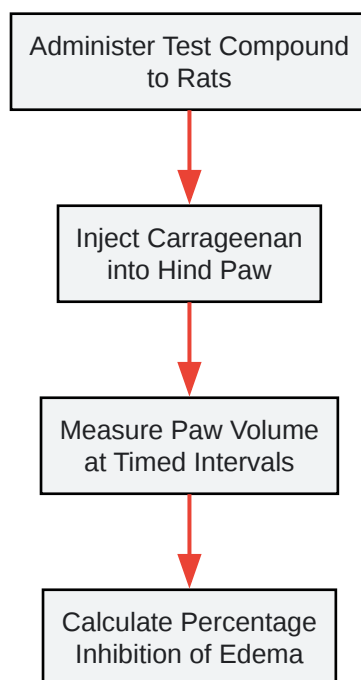 Administer Test Compound
to Rats
Inject Carrageenan
into Hind Paw
Measure Paw Volume
at Timed Intervals
Calculate Percentage
Inhibition of Edema